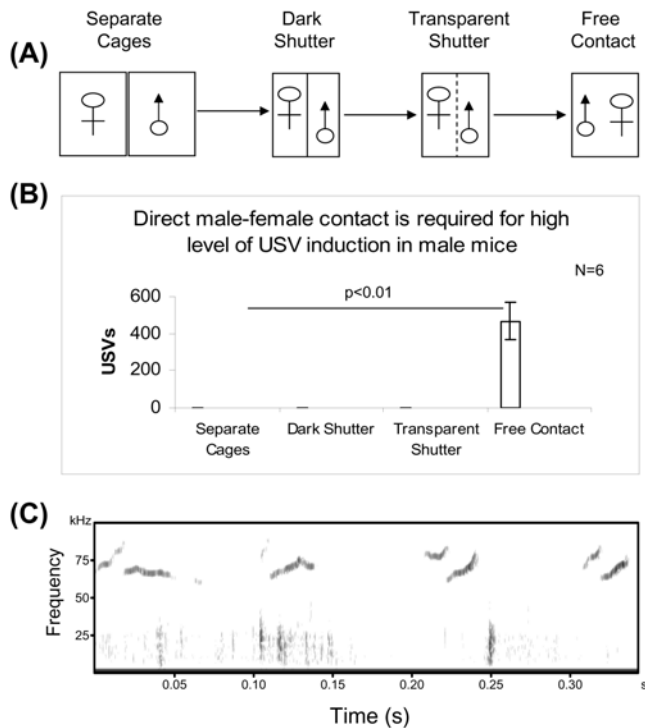 Separate Cages
Dark Shutter
Transparent Shutter
Free Contact
(A)
(B)
Direct male-female contact is required for high
level of USV induction in male mice
N=6
p<0.01
600
400
200
0
USVs
Separate Cages
Dark Shutter
Transparent Shutter
Free Contact
(C)
kHz
75
50
25
Frequency
0.05
0.10
0.15
0.20
0.25
0.30
s
Time (s)